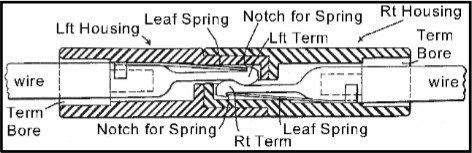 Lft Housing
Leaf Spring
Notch for Spring
Lft Term
Rt Housing
Term
Bore
wire
wire
Term
Bore
Notch for Spring
Rt Term
Leaf Spring